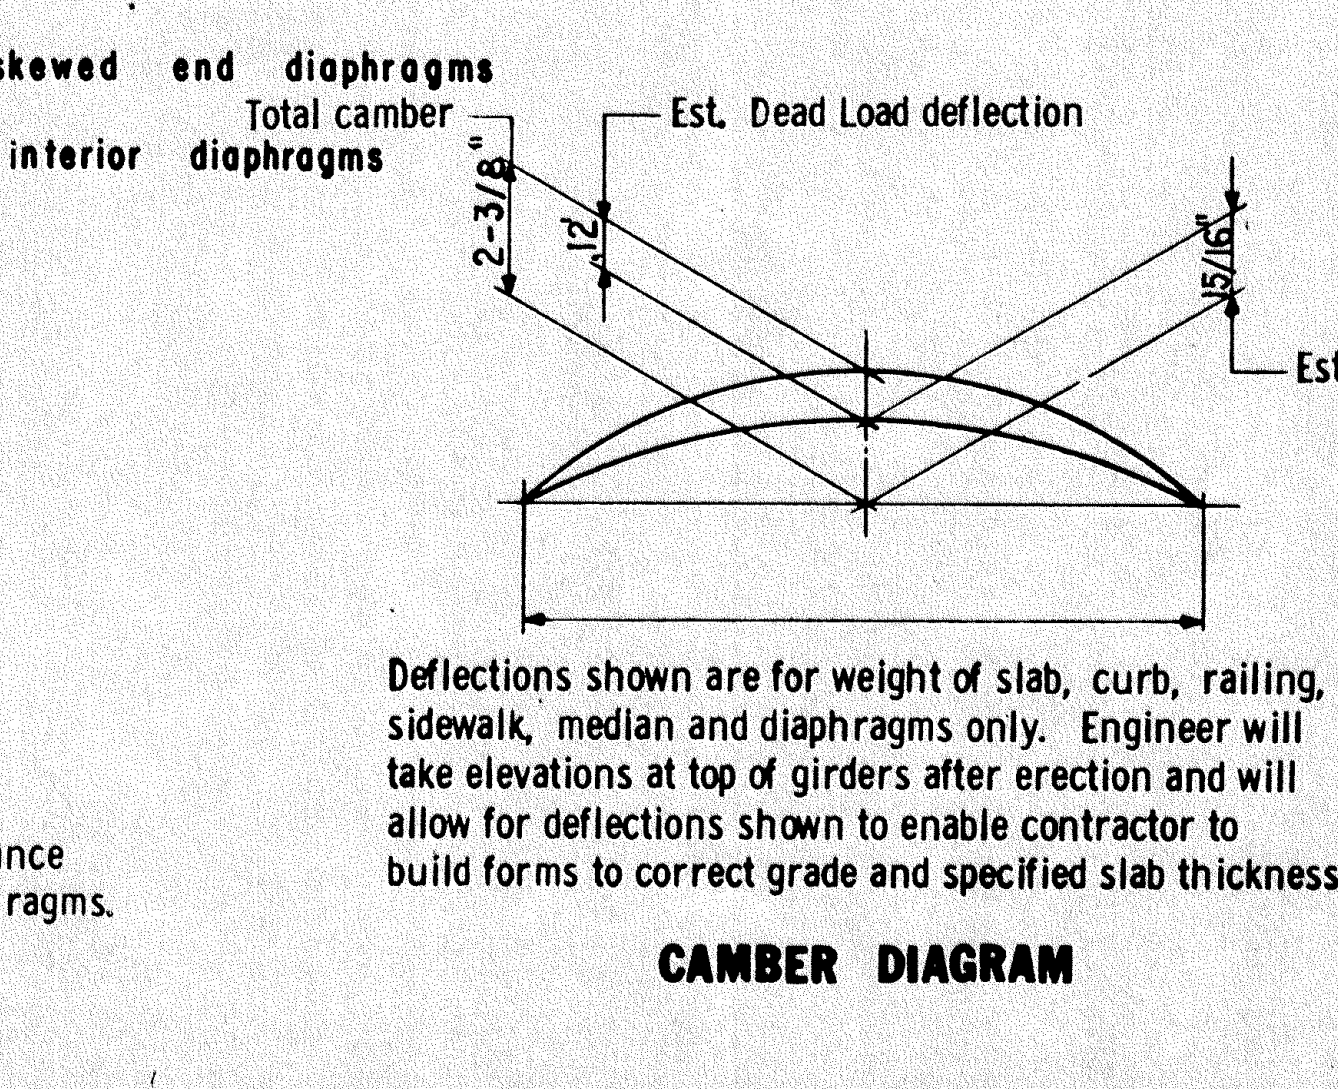 skewed end diaphragms
Total camber
Est. Dead Load deflection
interior diaphragms
2-3/8"
15/16"
Est
Deflections shown are for weight of slab, curb, railing,
sidewalk, median and diaphragms only. Engineer will
take elevations at top of girders after erection and will
allow for deflections shown to enable contractor to
build forms to correct grade and specified slab thickness
ance
ragms.
CAMBER DIAGRAM